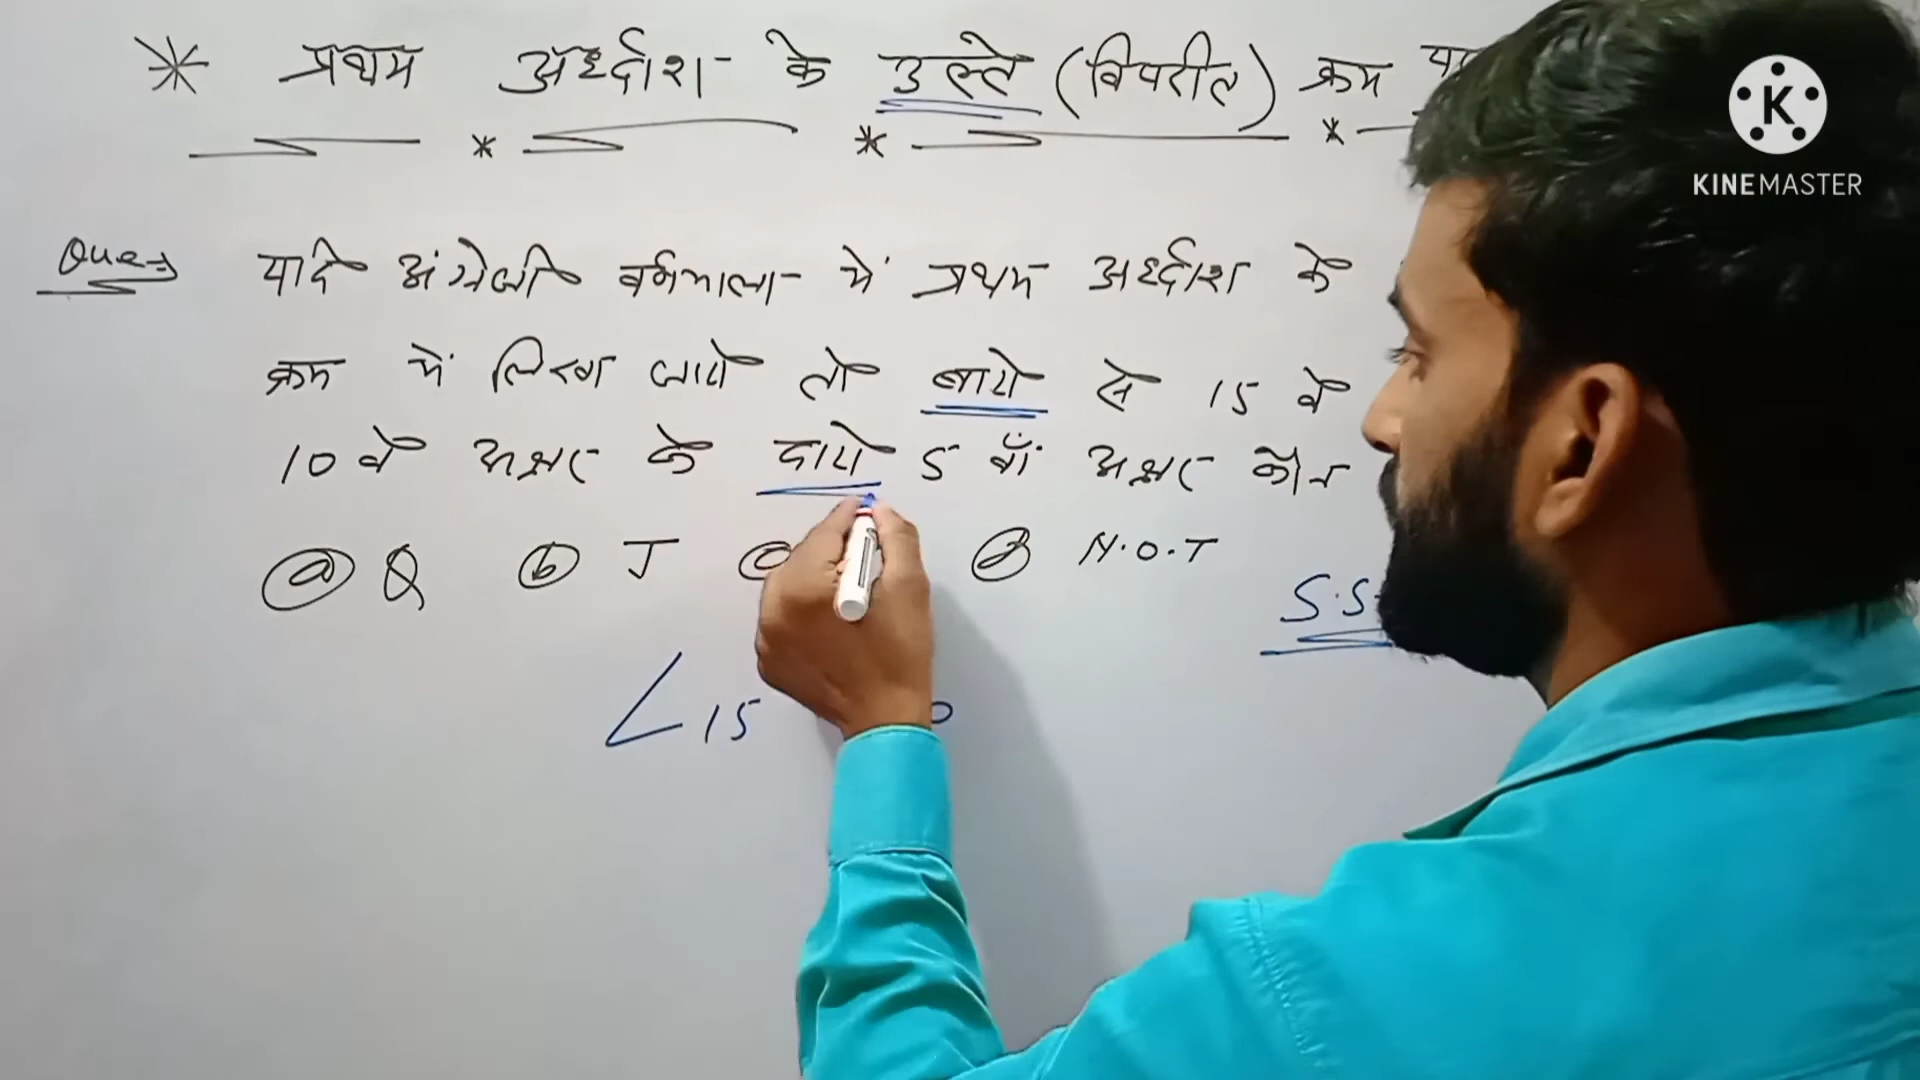 * प्रथम अर्ध्दांश के उल्टे (विपरीत) क्रम
K
KINEMASTER
Ques यदि अंग्रेजी वर्णमाला में प्रथम अर्ध्दांश के
क्रम में लिखा जाये तो बायें से 15 वे
10 वे अक्षर के दायें 5 वाँ अक्षर कौन
(a) Q (b) J (c) (d) N.O.T
S.S
L 15